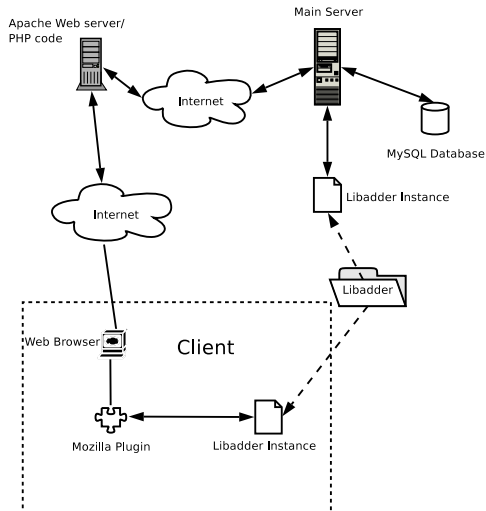 Apache Web server/
PHP code
Main Server
Internet
MySQL Database
Libadder Instance
Internet
Libadder
Web Browser
Client
Mozilla Plugin
Libadder Instance